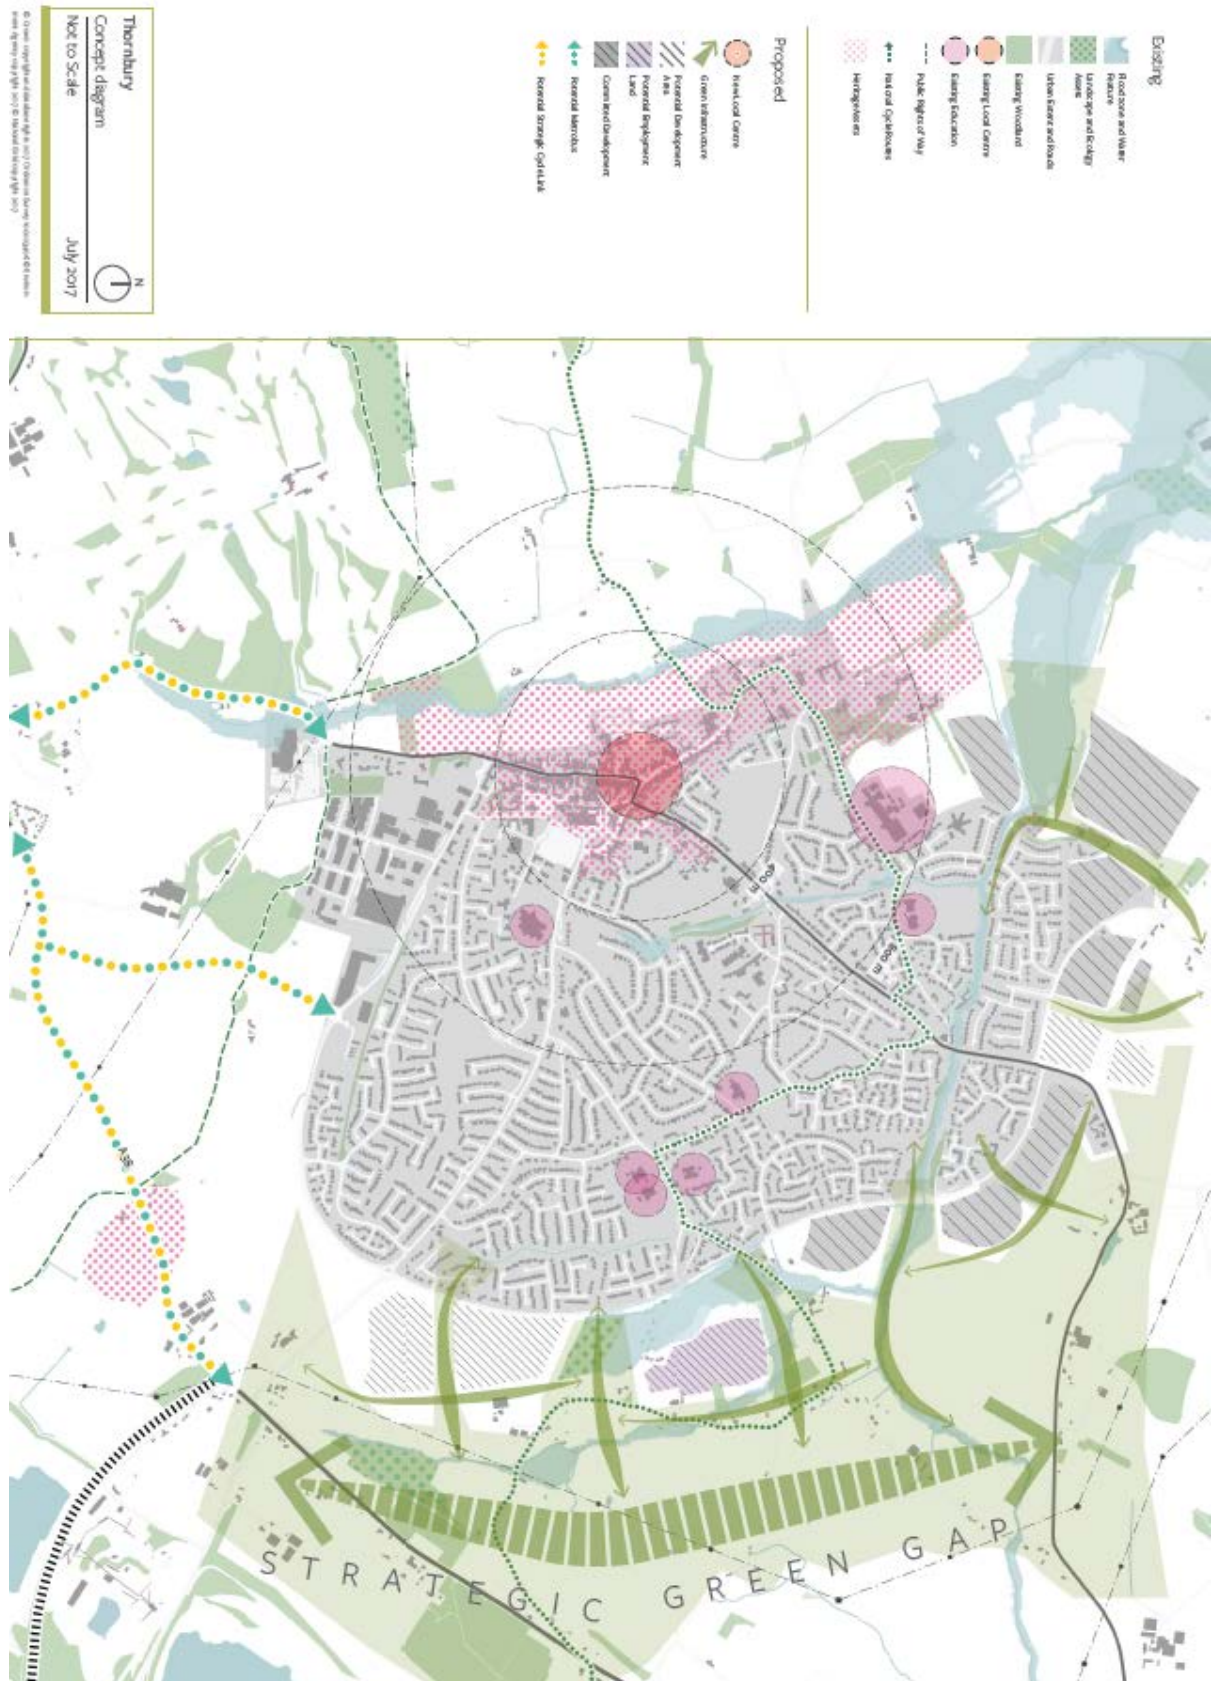 Existing
Flood zone and Water
Feature
Landscape and Ecology
Assets
Urban Extent and Roads
Existing Woodland
Existing Local Centre
Existing Education
Public Rights of Way
National Cycle Routes
Heritage Assets
Proposed
New Local Centre
Green Infrastructure
Potential Development
Area
Potential Employment
Land
Committed Development
Potential Metrobus
Potential Strategic Cycle Link
Thornbury
Concept diagram
Not to Scale
July 2017
N
400 m
800 m
A38
STRATEGIC GREEN GAP